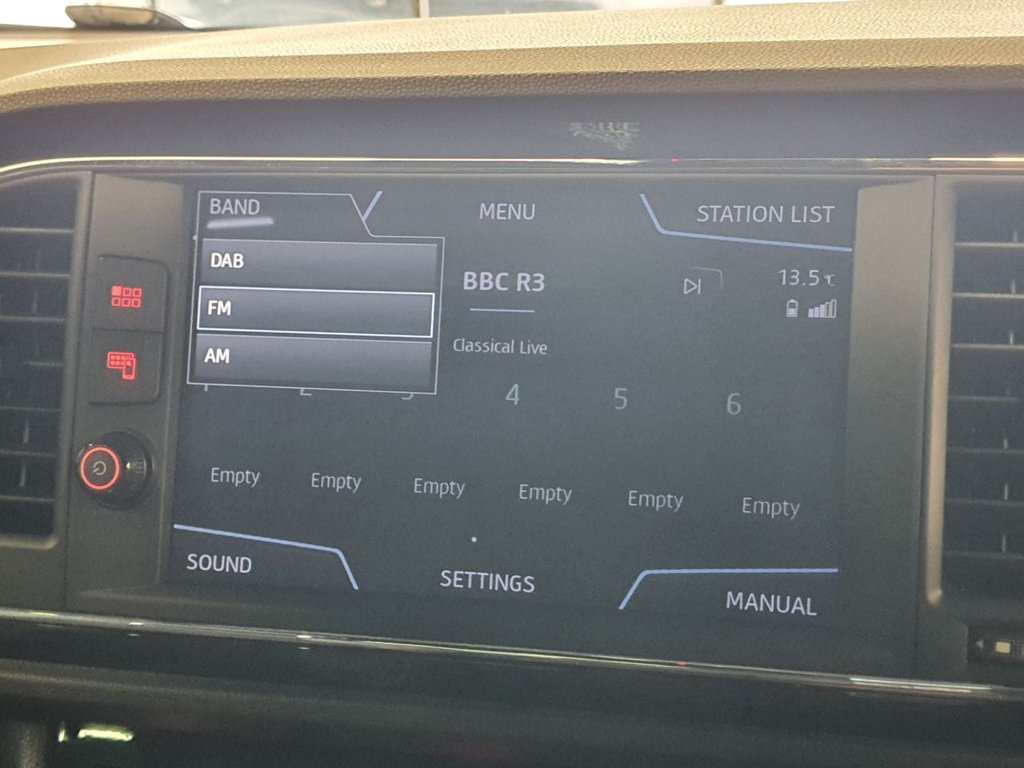 BAND
MENU
STATION LIST
DAB
BBC R3
13.5 °C
FM
Classical Live
AM
4
5
6
Empty
Empty
Empty
Empty
Empty
Empty
SOUND
SETTINGS
MANUAL